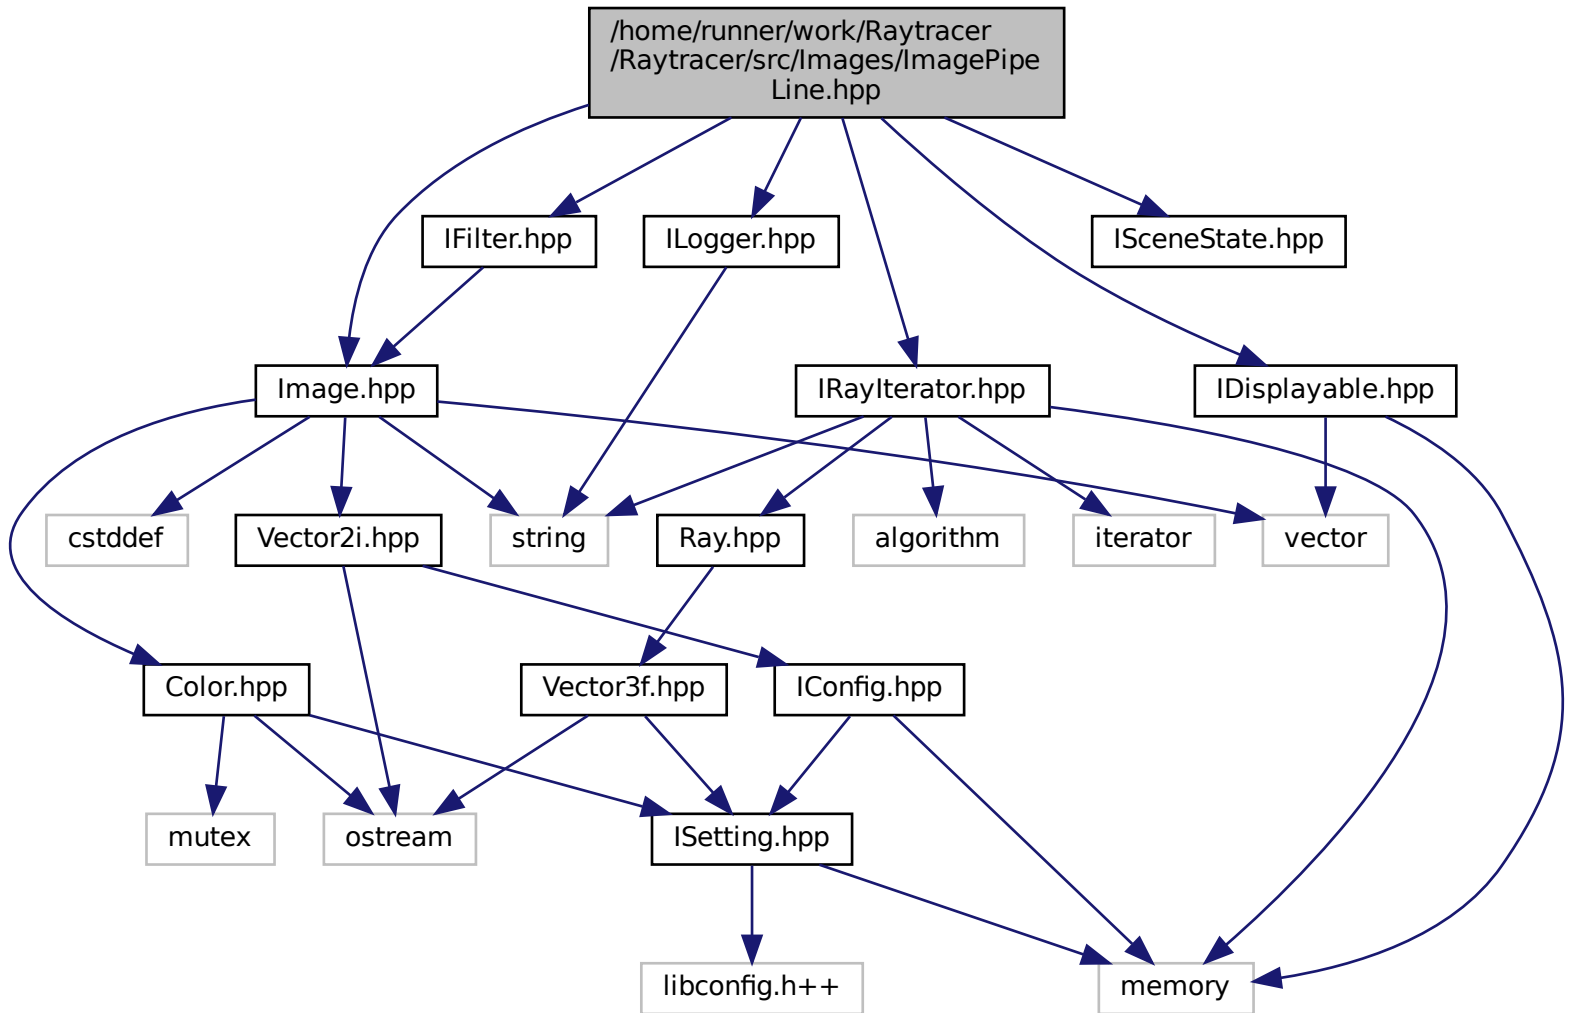 /home/runner/work/Raytracer
/Raytracer/src/Images/ImagePipe
Line.hpp
IFilter.hpp
ILogger.hpp
ISceneState.hpp
Image.hpp
IRayIterator.hpp
IDisplayable.hpp
cstddef
Vector2i.hpp
string
Ray.hpp
algorithm
iterator
vector
Color.hpp
Vector3f.hpp
IConfig.hpp
mutex
ostream
ISetting.hpp
libconfig.h++
memory